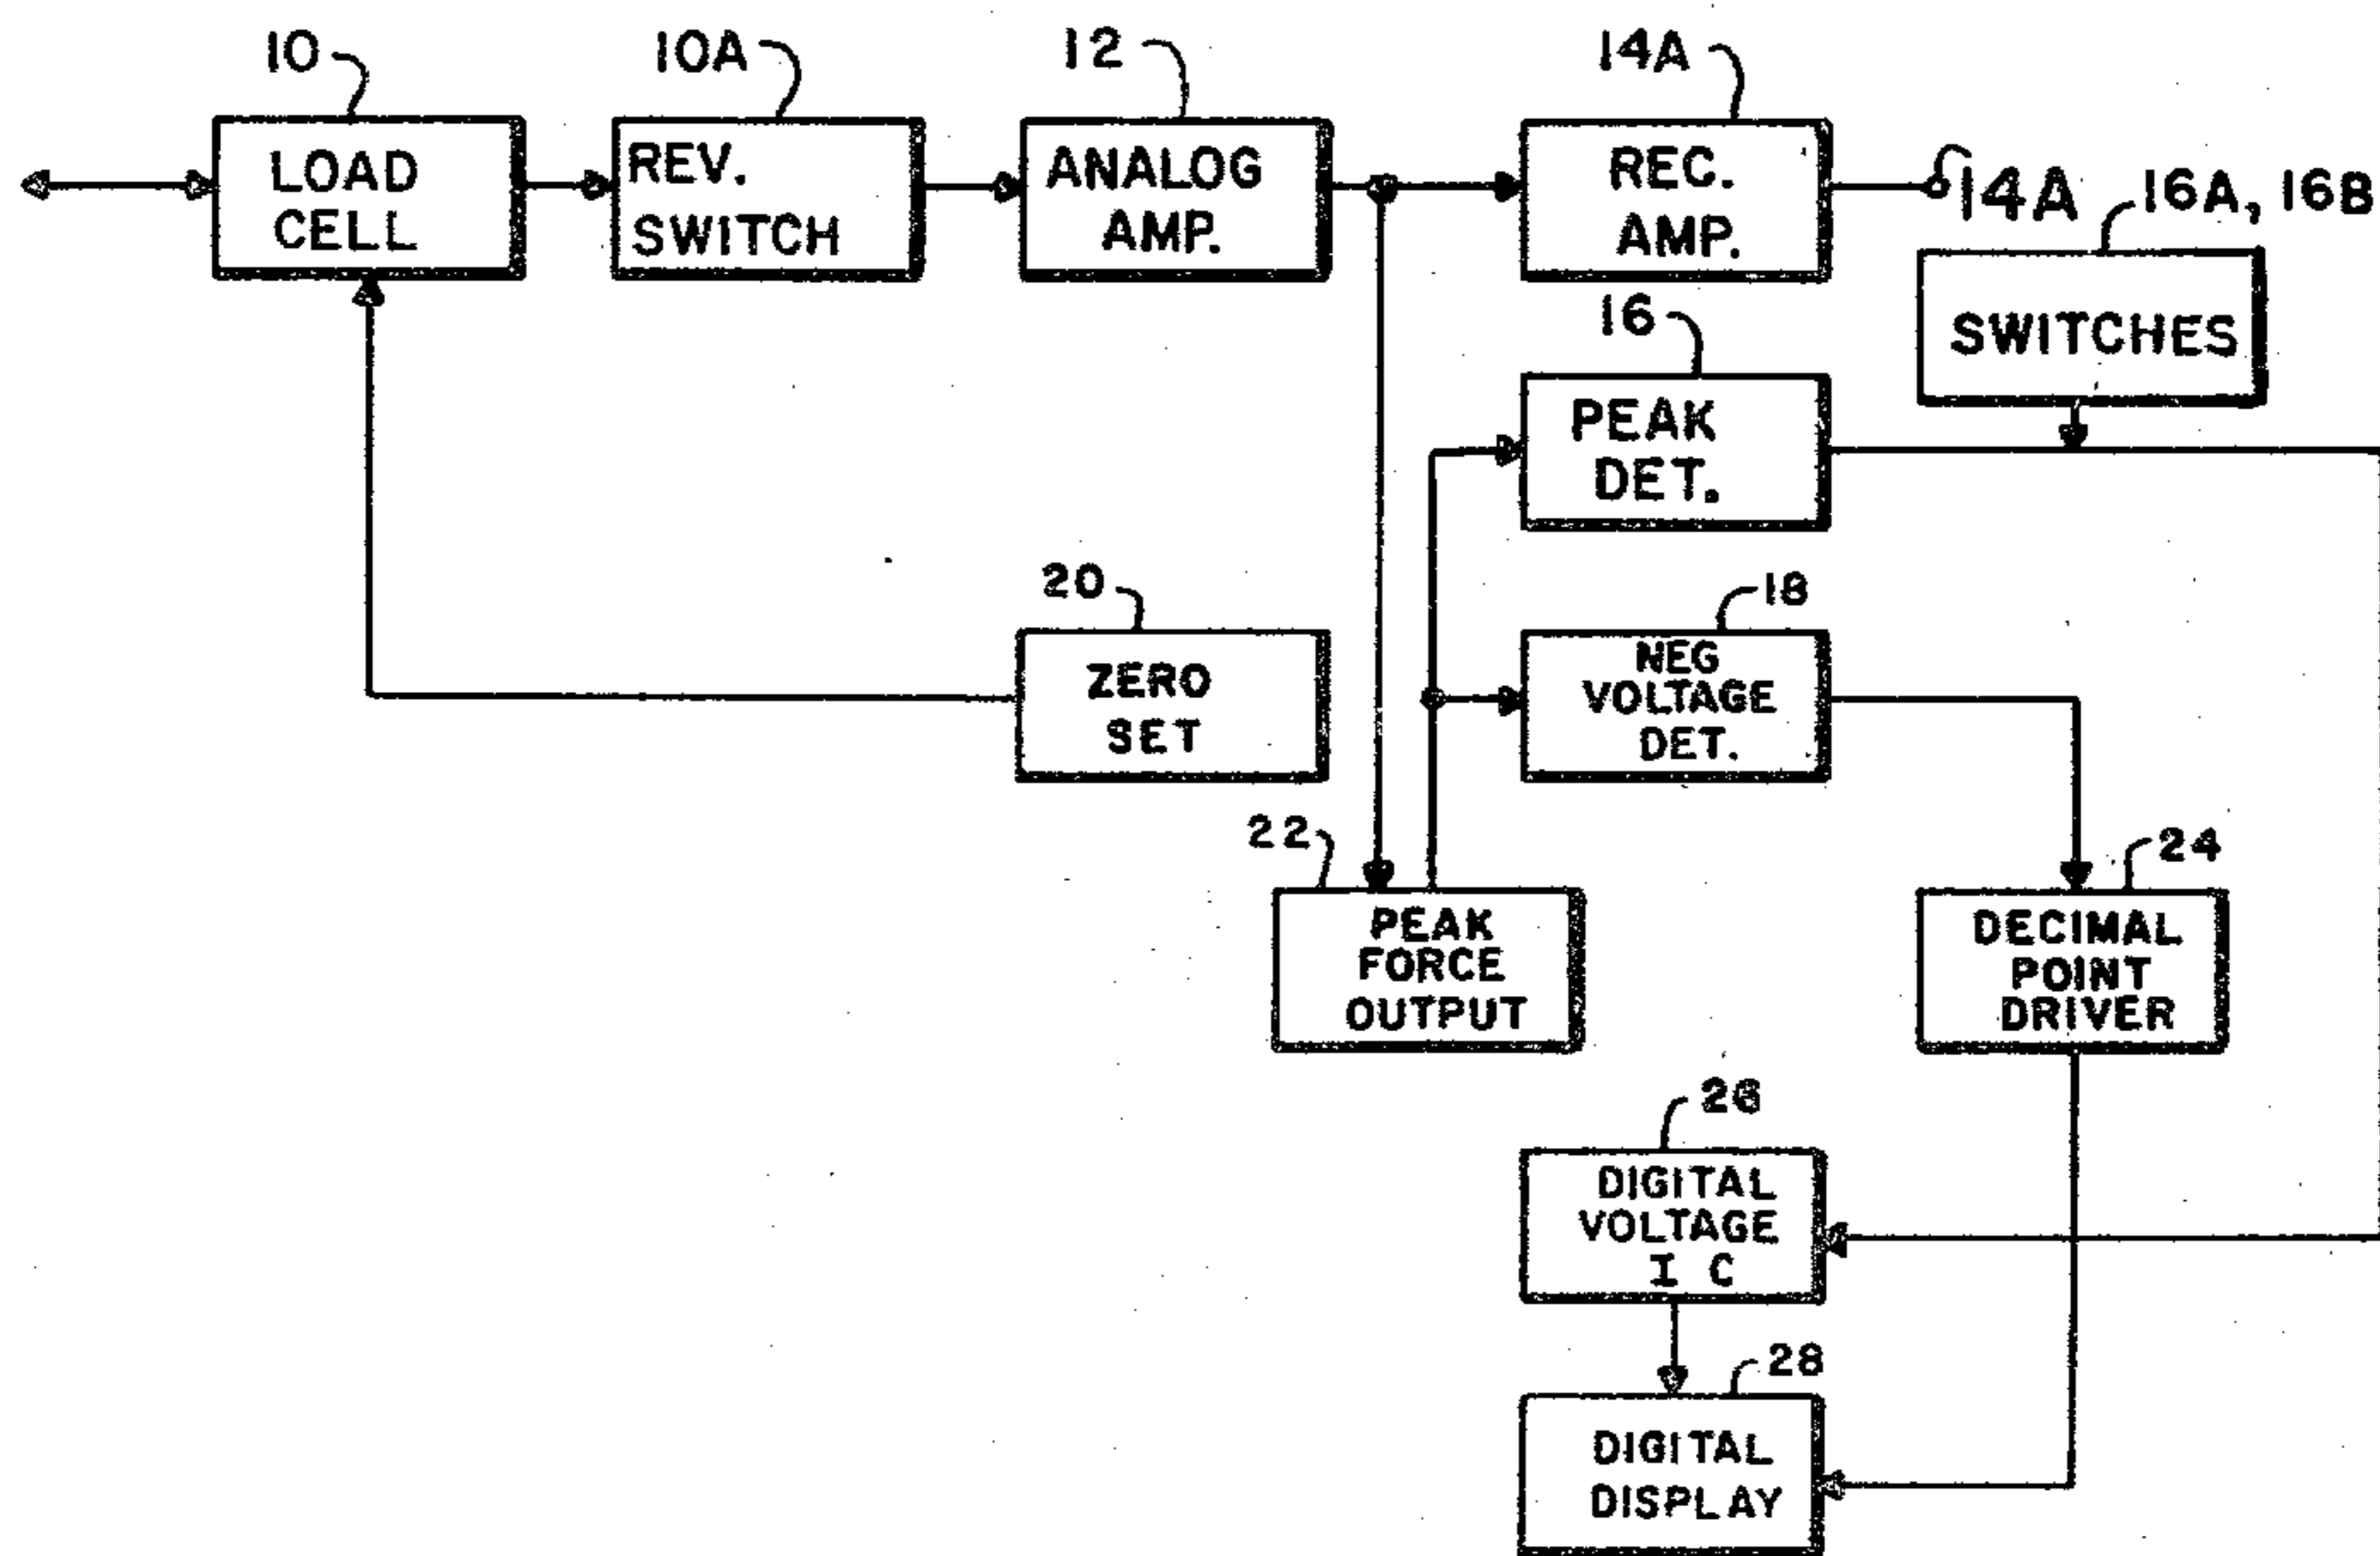 10
10A
12
14A
LOAD
CELL
REV.
SWITCH
ANALOG
AMP.
REC.
AMP.
14A
16A, 16B
SWITCHES
16
PEAK
DET.
20
ZERO
SET
18
NEG
VOLTAGE
DET.
22
PEAK
FORCE
OUTPUT
24
DECIMAL
POINT
DRIVER
26
DIGITAL
VOLTAGE
I C
28
DIGITAL
DISPLAY